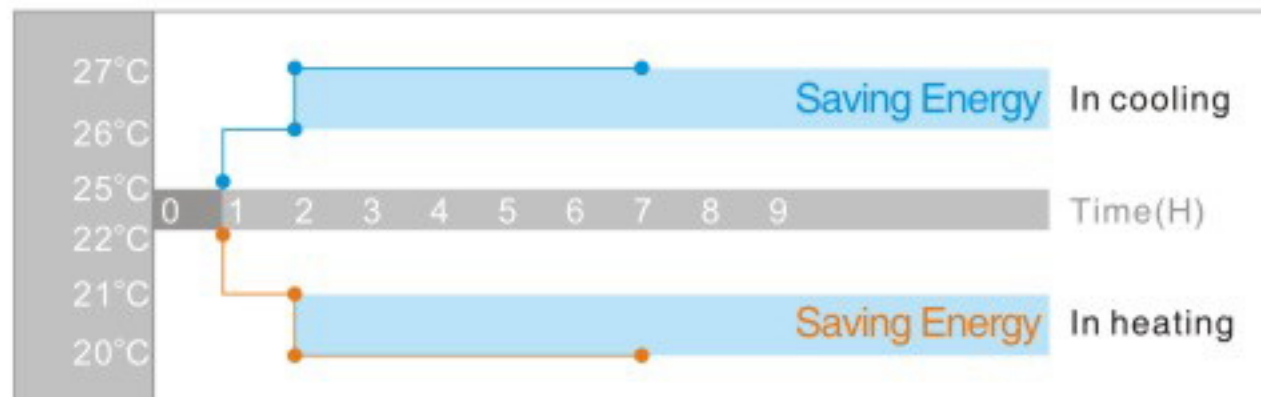 27°C
Saving Energy In cooling
26°C
25°C
0 1 2 3 4 5 6 7 8 9 Time(H)
22°C
21°C
Saving Energy In heating
20°C